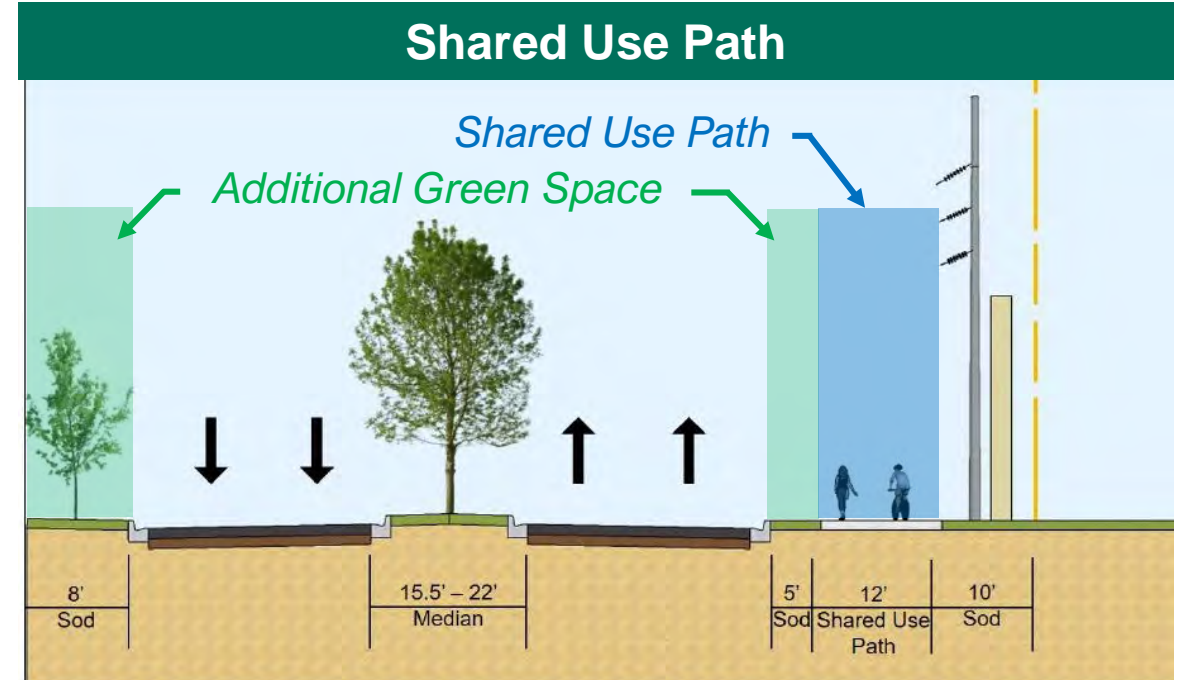 Shared Use Path
Shared Use Path
Additional Green Space
8’
Sod
15.5’ – 22’
Median
5’
Sod
12’
Shared Use
Path
10’
Sod